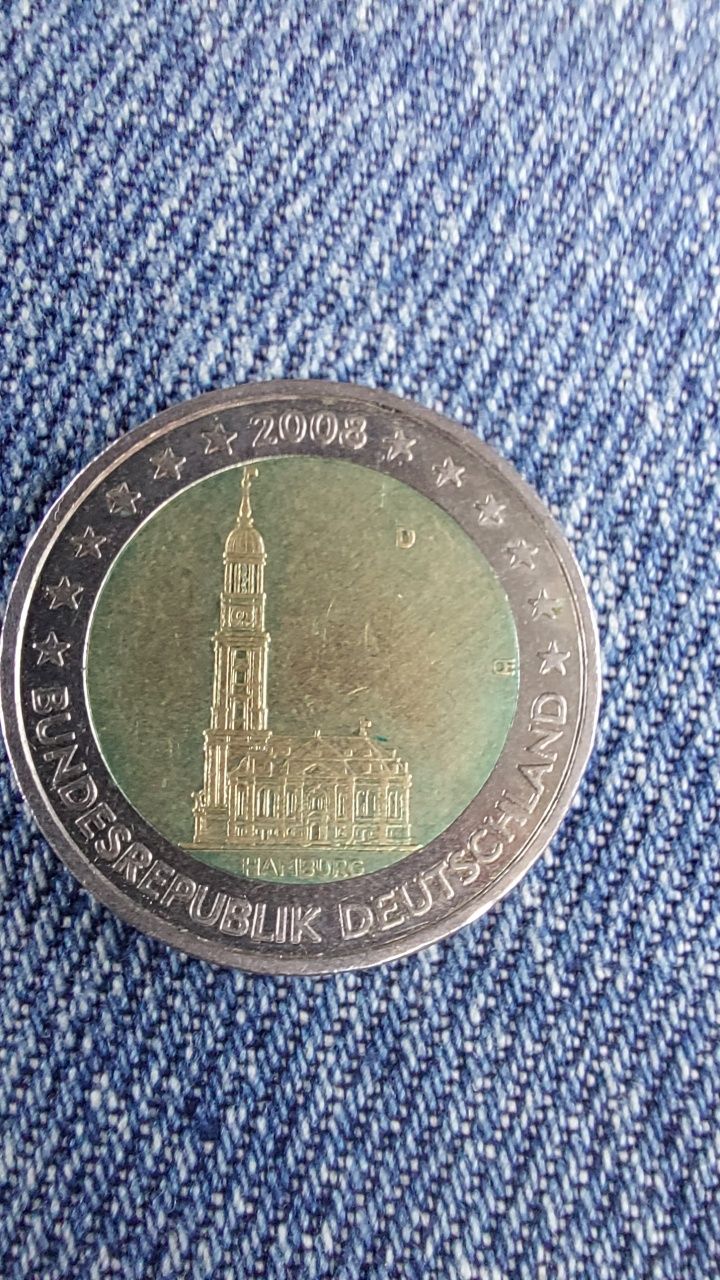 2008
D
Œ
HAMBURG
BUNDESREPUBLIK DEUTSCHLAND